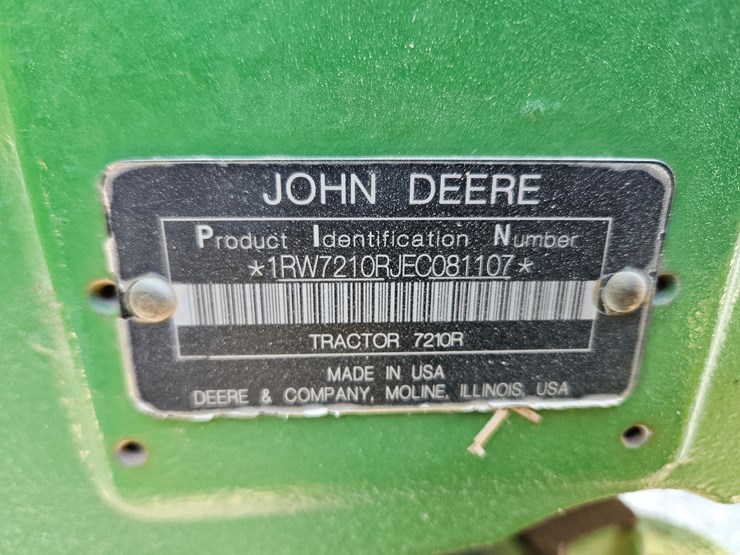 JOHN DEERE
Product Identification Number
*1RW7210RJEC081107*
TRACTOR 7210R
MADE IN USA
DEERE & COMPANY, MOLINE, ILLINOIS, USA